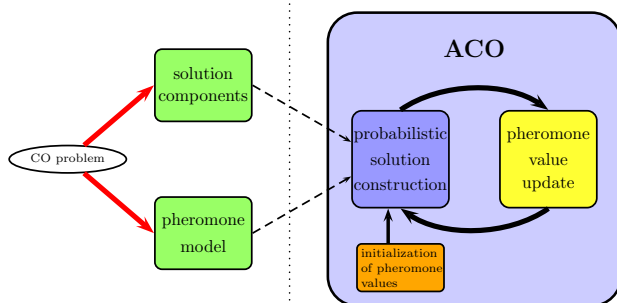 ACO
solution
components
CO problem
pheromone
model
probabilistic
solution
construction
pheromone
value
update
initialization
of pheromone
values